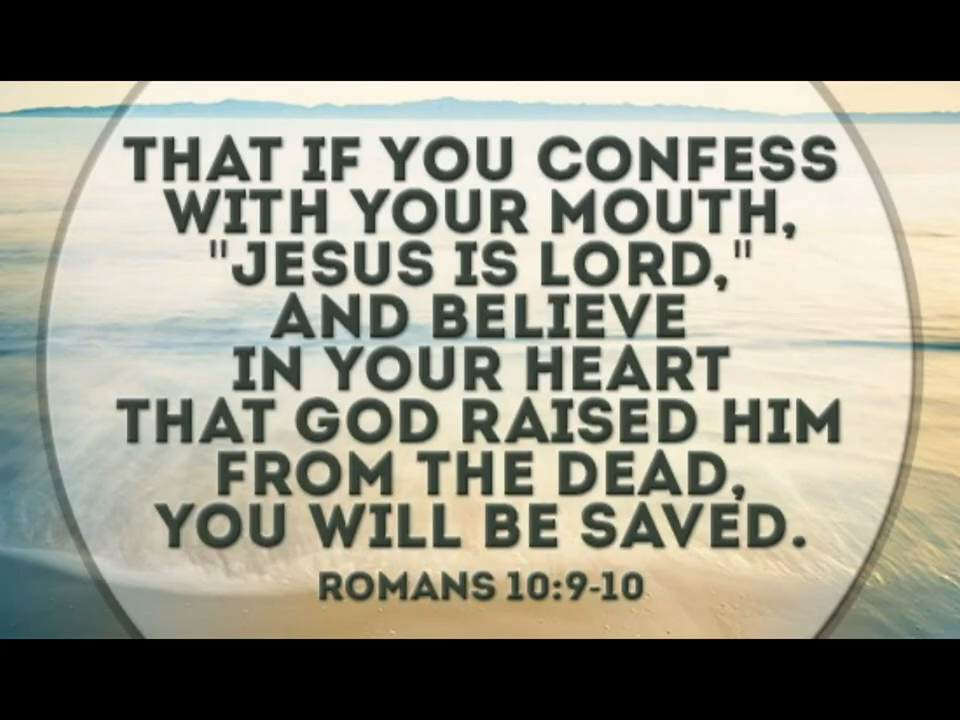 THAT IF YOU CONFESS
WITH YOUR MOUTH,
"JESUS IS LORD,"
AND BELIEVE
IN YOUR HEART
THAT GOD RAISED HIM
FROM THE DEAD,
YOU WILL BE SAVED.
ROMANS 10:9-10